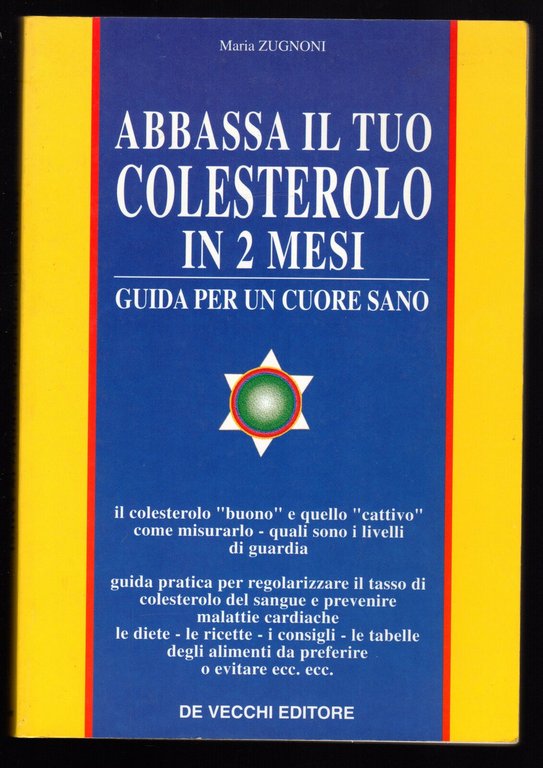 Maria ZUGNONI
ABBASSA IL TUO
COLESTEROLO
IN 2 MESI
GUIDA PER UN CUORE SANO
il colesterolo "buono" e quello "cattivo"
come misurarlo - quali sono i livelli
di guardia
guida pratica per regolarizzare il tasso di
colesterolo del sangue e prevenire
malattie cardiache
le diete - le ricette - i consigli - le tabelle
degli alimenti da preferire
o evitare ecc. ecc.
DE VECCHI EDITORE